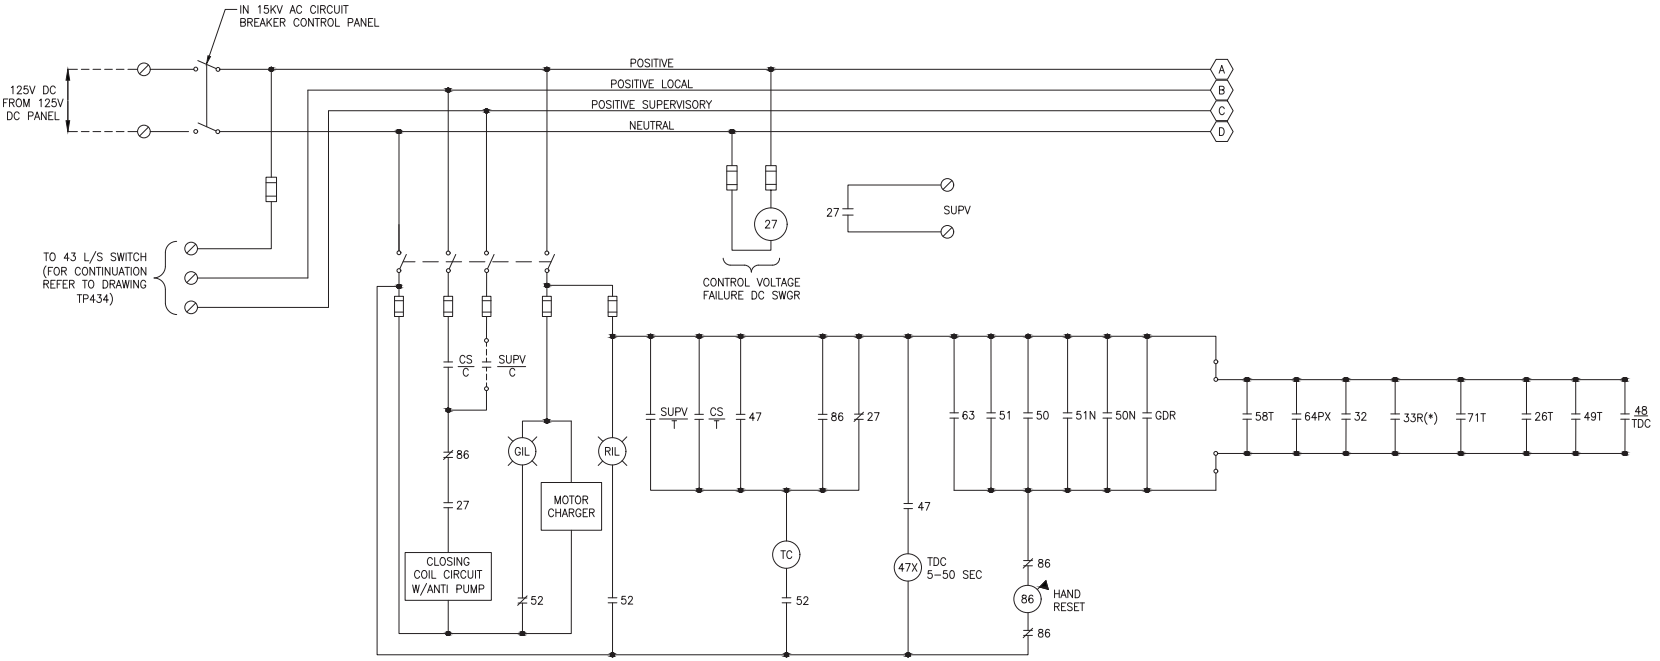 IN 15KV AC CIRCUIT
BREAKER CONTROL PANEL
125V DC
FROM 125V
DC PANEL
POSITIVE
POSITIVE LOCAL
POSITIVE SUPERVISORY
NEUTRAL
A
B
C
D
TO 43 L/S SWITCH
(FOR CONTINUATION
REFER TO DRAWING
TP434)
27
CONTROL VOLTAGE
FAILURE DC SWGR
27
SUPV
CS
C
SUPV
C
86
27
CLOSING
COIL CIRCUIT
W/ANTI PUMP
GIL
MOTOR
CHARGER
52
RIL
52
SUPV
T
CS
T
47
86
27
TC
52
47
47X
TDC
5-50 SEC
63
51
50
51N
50N
GDR
86
86
HAND
RESET
86
58T
64PX
32
33R(*)
71T
26T
49T
48
TDC